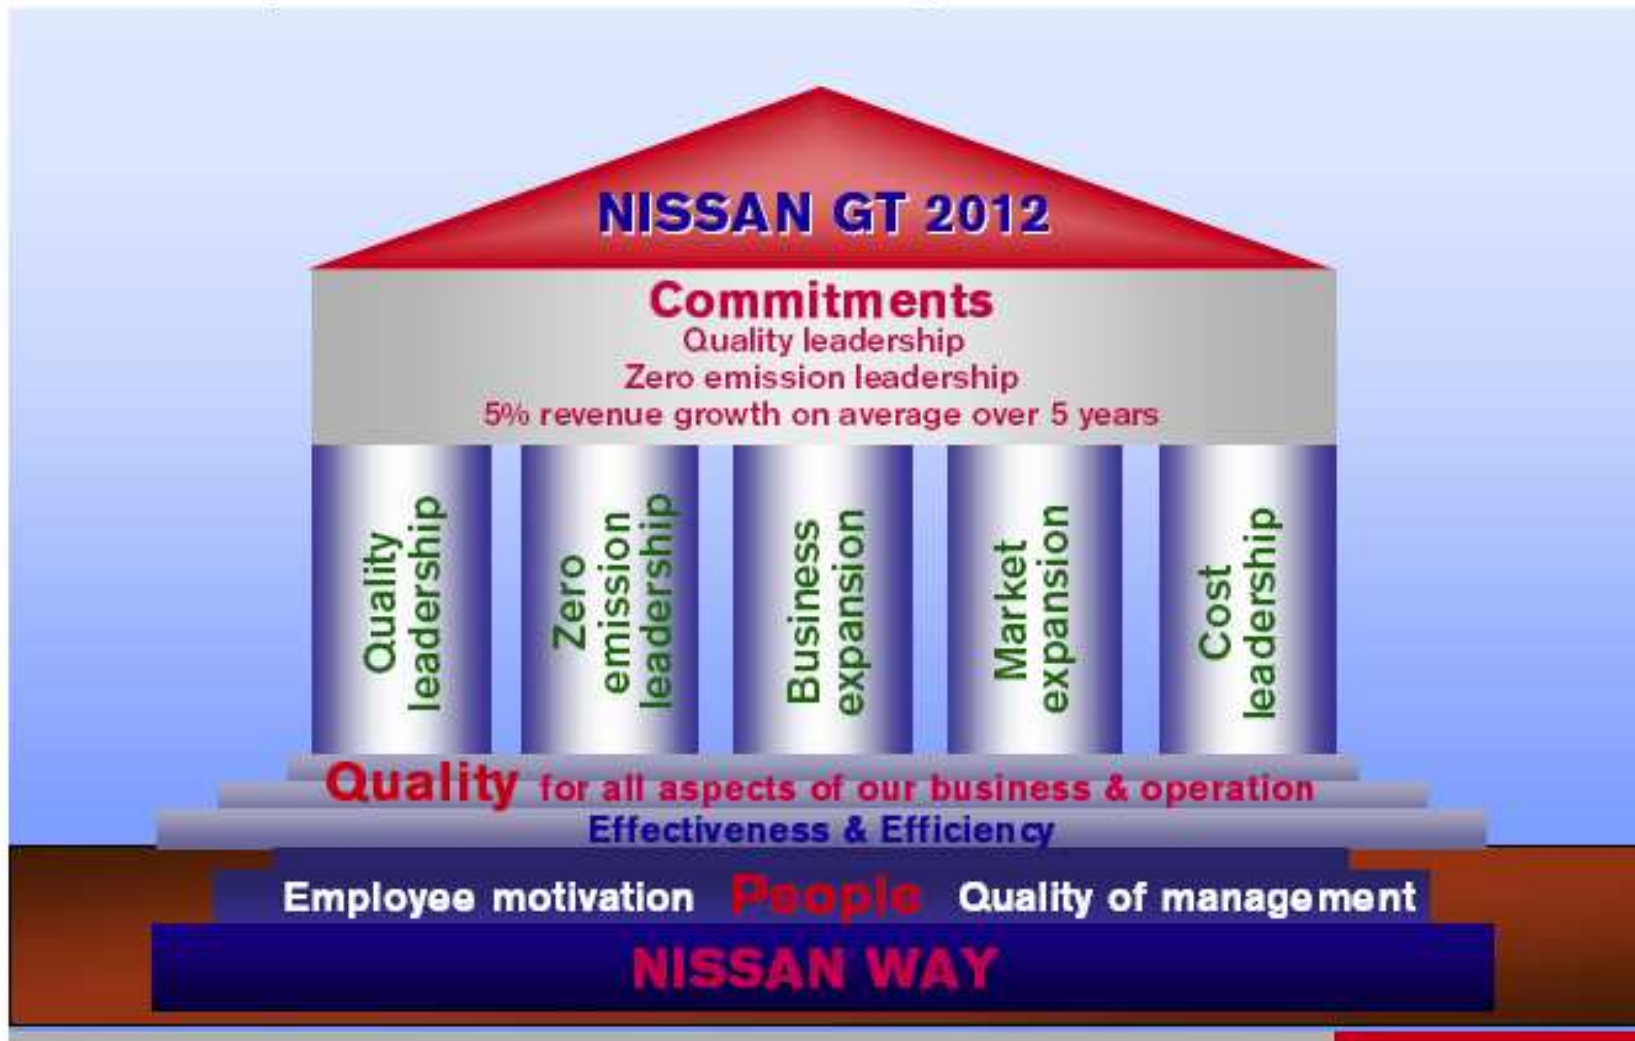 NISSAN GT 2012
Commitments
Quality leadership
Zero emission leadership
5% revenue growth on average over 5 years
Quality
leadership
Zero
emission
leadership
Business
expansion
Market
expansion
Cost
leadership
Quality for all aspects of our business & operation
Effectiveness & Efficiency
Employee motivation People Quality of management
NISSAN WAY